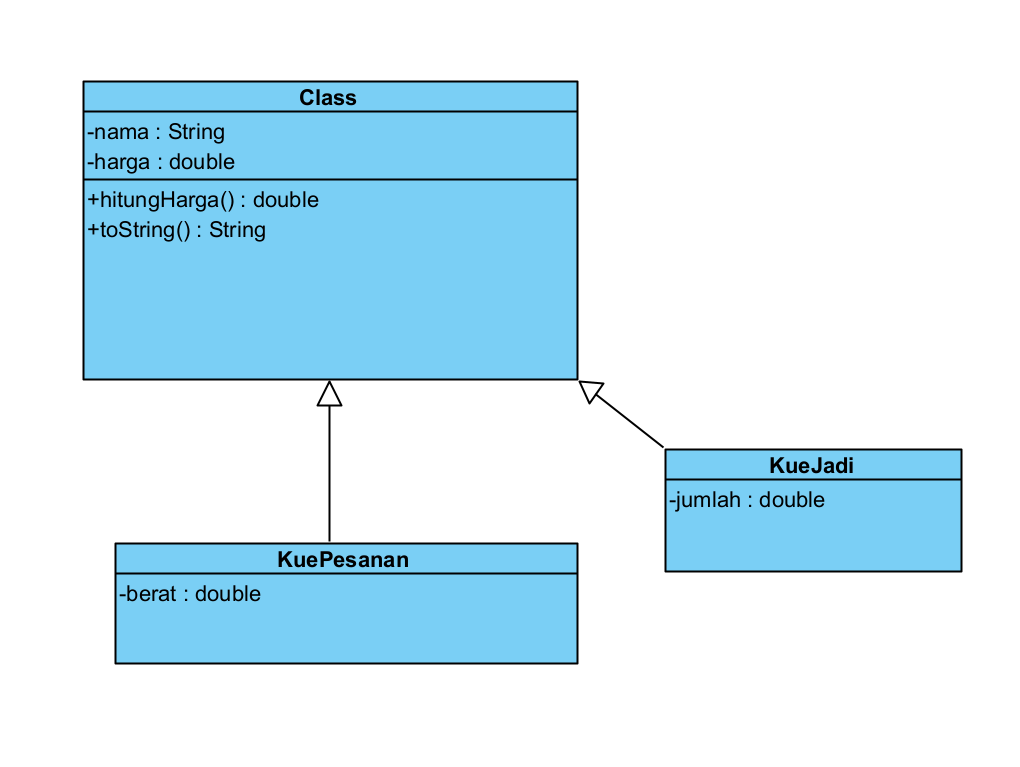 Class
-nama : String
-harga : double
+hitungHarga() : double
+toString() : String
KueJadi
-jumlah : double
KuePesanan
-berat : double